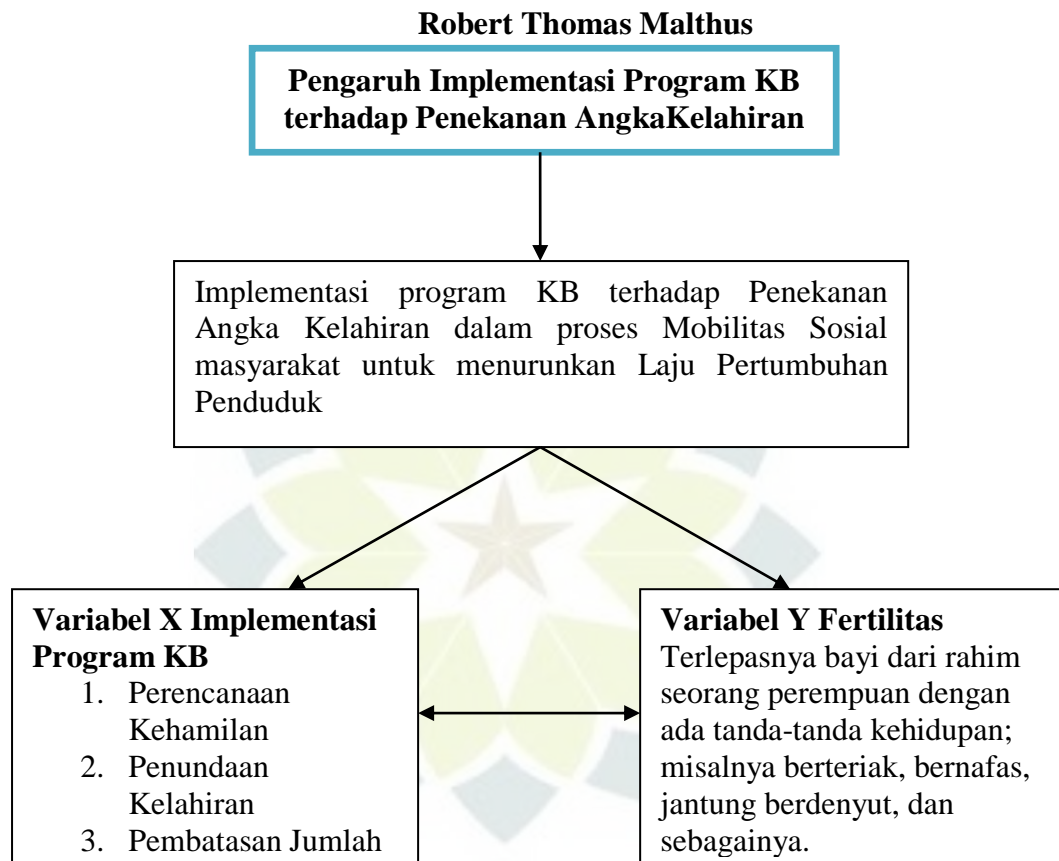 Robert Thomas Malthus
Pengaruh Implementasi Program KB
terhadap Penekanan AngkaKelahiran
Implementasi program KB terhadap Penekanan
Angka Kelahiran dalam proses Mobilitas Sosial
masyarakat untuk menurunkan Laju Pertumbuhan
Penduduk
Variabel X Implementasi
Program KB
1. Perencanaan
Kehamilan
2. Penundaan
Kelahiran
3. Pembatasan Jumlah
Variabel Y Fertilitas
Terlepasnya bayi dari rahim
seorang perempuan dengan
ada tanda-tanda kehidupan;
misalnya berteriak, bernafas,
jantung berdenyut, dan
sebagainya.